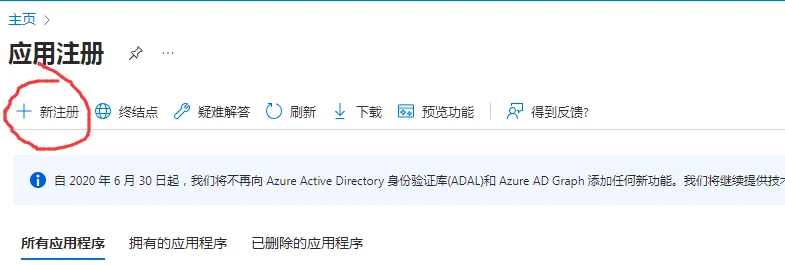 主页
应用注册
新注册 终结点 疑难解答 刷新 下载 预览功能 得到反馈?
自 2020 年 6 月 30 日起，我们将不再向 Azure Active Directory 身份验证库(ADAL)和 Azure AD Graph 添加任何新功能。我们将继续提供技
所有应用程序 拥有的应用程序 已删除的应用程序